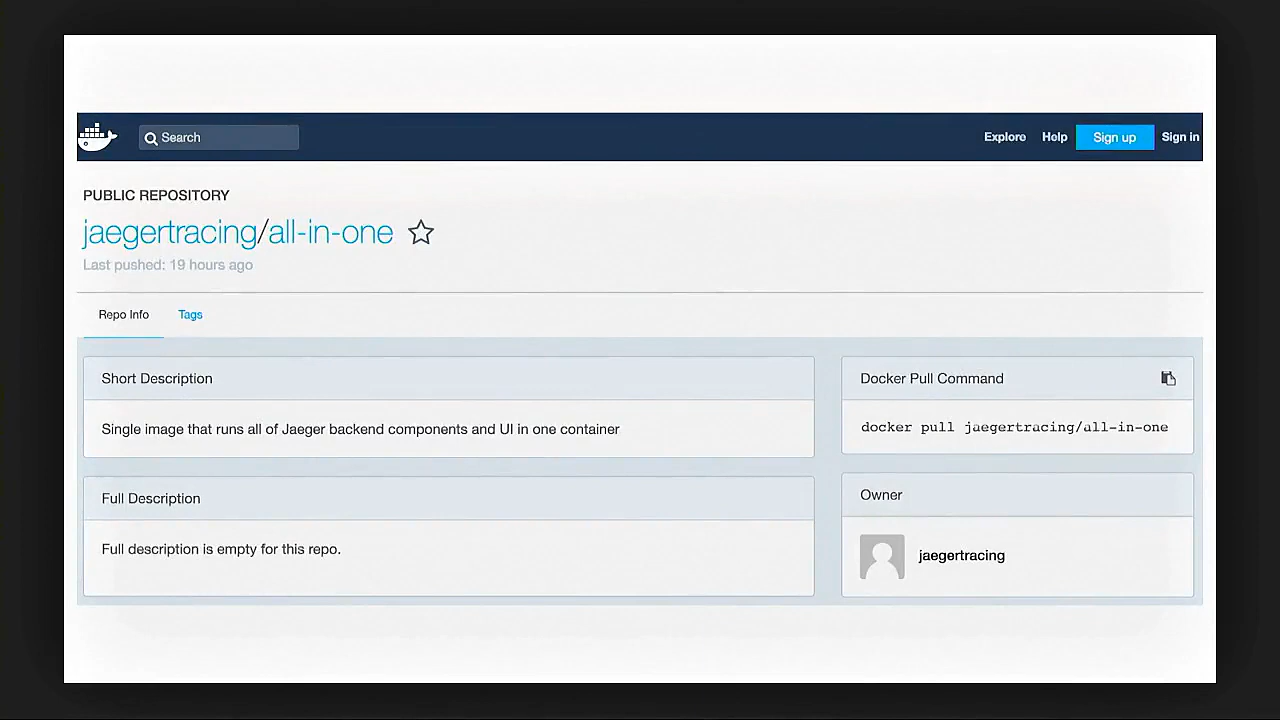 Search
Explore Help Sign up Sign in
PUBLIC REPOSITORY
jaegertracing/all-in-one
Last pushed: 19 hours ago
Repo Info Tags
Short Description
Single image that runs all of Jaeger backend components and UI in one container
Full Description
Full description is empty for this repo.
Docker Pull Command
docker pull jaegertracing/all-in-one
Owner
jaegertracing